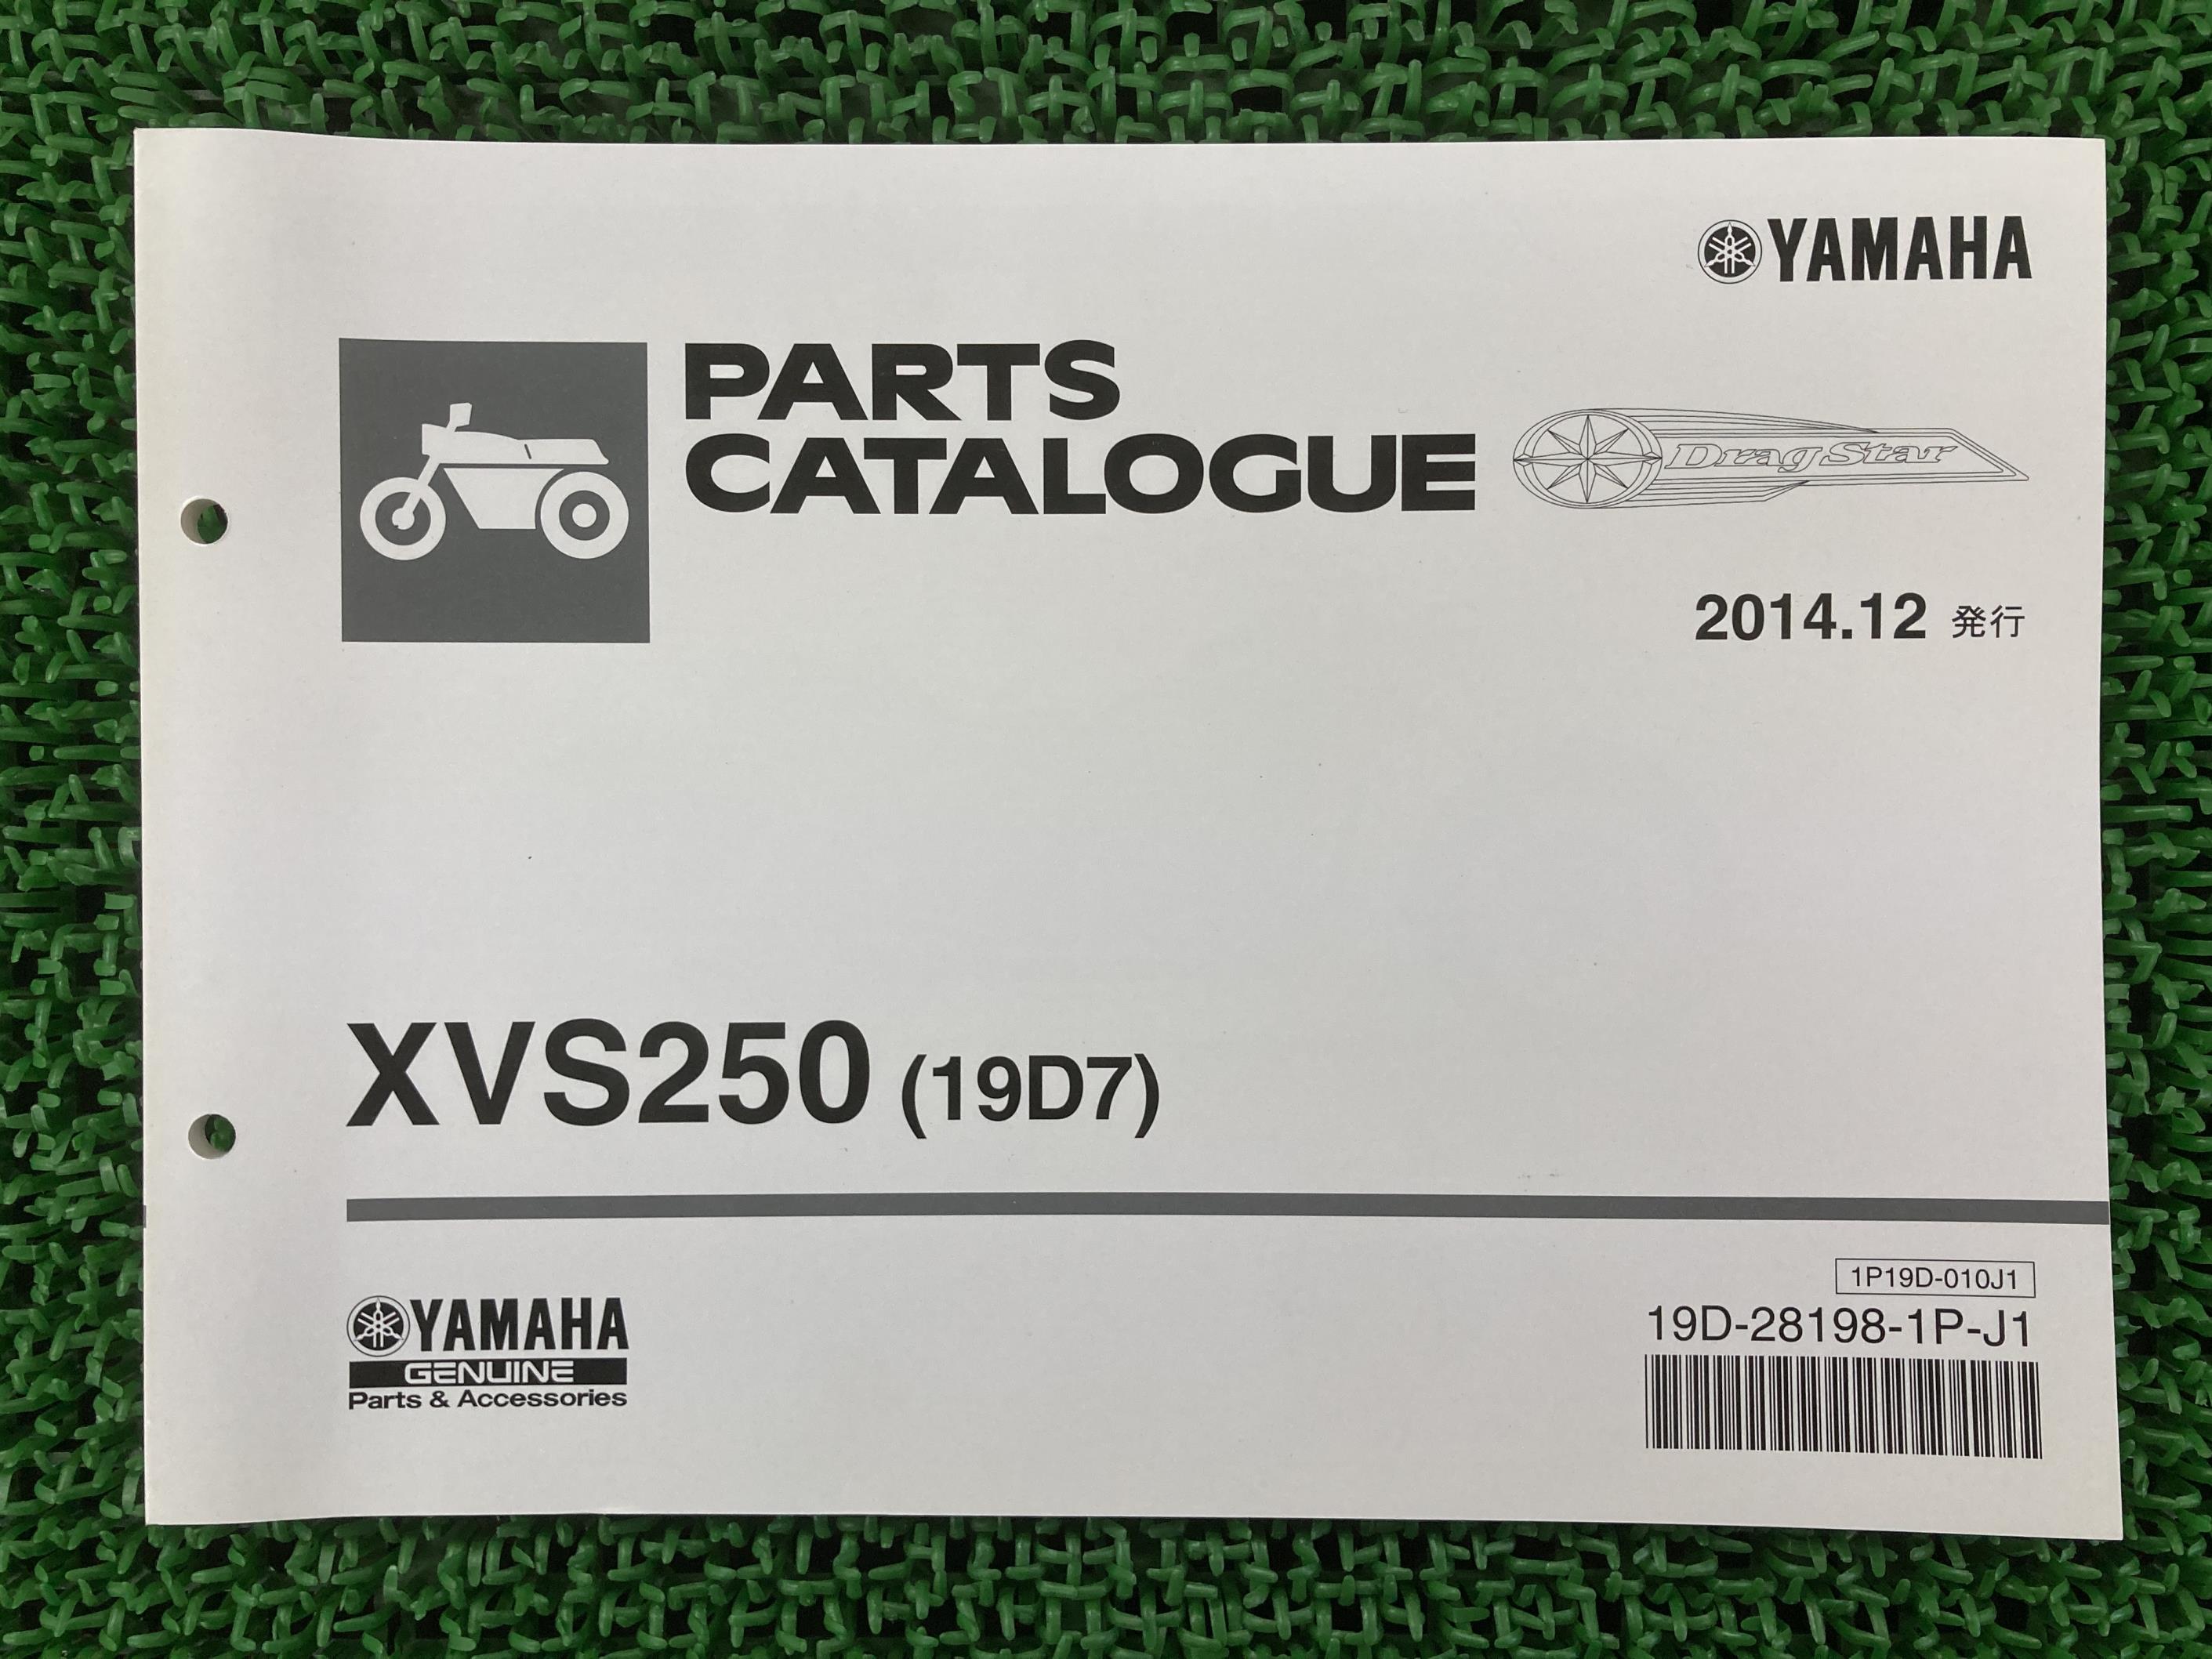 YAMAHA
PARTS
CATALOGUE
DragStar
2014.12 発行
XVS250 (19D7)
1P19D-010J1
19D-28198-1P-J1
YAMAHA
GENUINE
Parts & Accessories